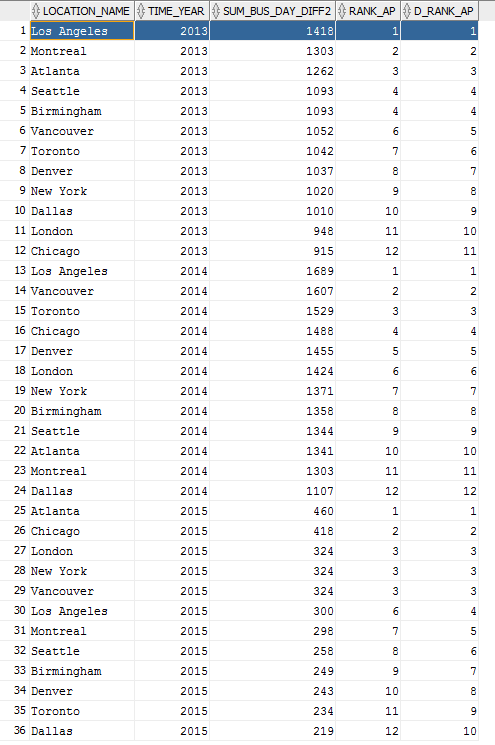 LOCATION_NAME TIME_YEAR SUM_BUS_DAY_DIFF2 RANK_AP D_RANK_AP
1 Los Angeles 2013 1418 1 1
2 Montreal 2013 1303 2 2
3 Atlanta 2013 1262 3 3
4 Seattle 2013 1093 4 4
5 Birmingham 2013 1093 4 4
6 Vancouver 2013 1052 6 5
7 Toronto 2013 1042 7 6
8 Denver 2013 1037 8 7
9 New York 2013 1020 9 8
10 Dallas 2013 1010 10 9
11 London 2013 948 11 10
12 Chicago 2013 915 12 11
13 Los Angeles 2014 1689 1 1
14 Vancouver 2014 1607 2 2
15 Toronto 2014 1529 3 3
16 Chicago 2014 1488 4 4
17 Denver 2014 1455 5 5
18 London 2014 1424 6 6
19 New York 2014 1371 7 7
20 Birmingham 2014 1358 8 8
21 Seattle 2014 1344 9 9
22 Atlanta 2014 1341 10 10
23 Montreal 2014 1303 11 11
24 Dallas 2014 1107 12 12
25 Atlanta 2015 460 1 1
26 Chicago 2015 418 2 2
27 London 2015 324 3 3
28 New York 2015 324 3 3
29 Vancouver 2015 324 3 3
30 Los Angeles 2015 300 6 4
31 Montreal 2015 298 7 5
32 Seattle 2015 258 8 6
33 Birmingham 2015 249 9 7
34 Denver 2015 243 10 8
35 Toronto 2015 234 11 9
36 Dallas 2015 219 12 10